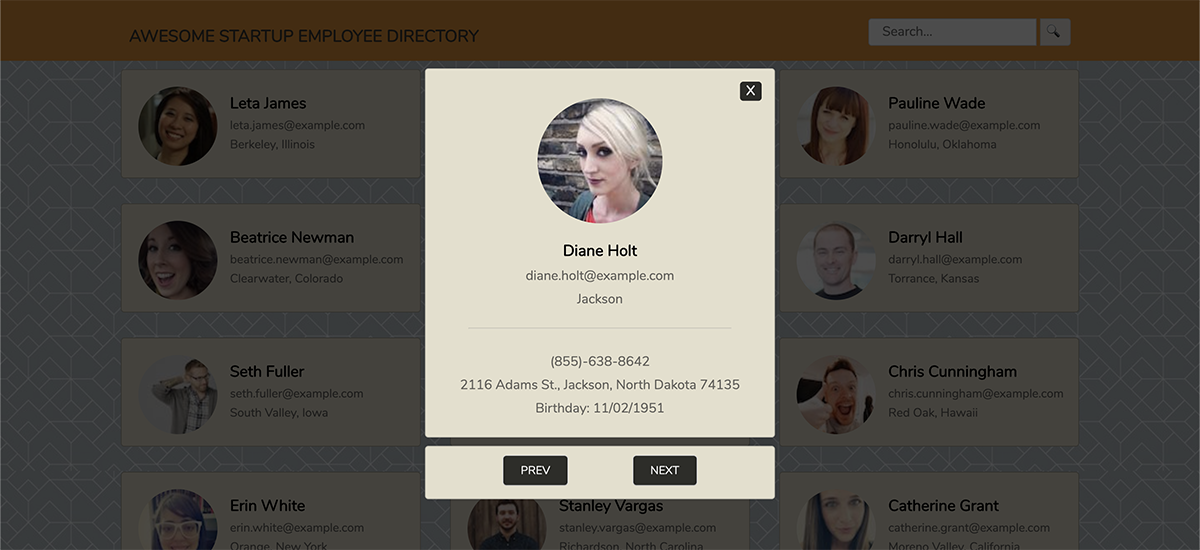 AWESOME STARTUP EMPLOYEE DIRECTORY
Search...
Leta James
leta.james@example.com
Berkeley, Illinois
Pauline Wade
pauline.wade@example.com
Honolulu, Oklahoma
Beatrice Newman
beatrice.newman@example.com
Clearwater, Colorado
Darryl Hall
darryl.hall@example.com
Torrance, Kansas
Seth Fuller
seth.fuller@example.com
South Valley, Iowa
Chris Cunningham
chris.cunningham@example.com
Red Oak, Hawaii
Erin White
erin.white@example.com
Orange, New York
Stanley Vargas
stanley.vargas@example.com
Richardson, North Carolina
Catherine Grant
catherine.grant@example.com
Moreno Valley, California
X
Diane Holt
diane.holt@example.com
Jackson
(855)-638-8642
2116 Adams St., Jackson, North Dakota 74135
Birthday: 11/02/1951
PREV
NEXT